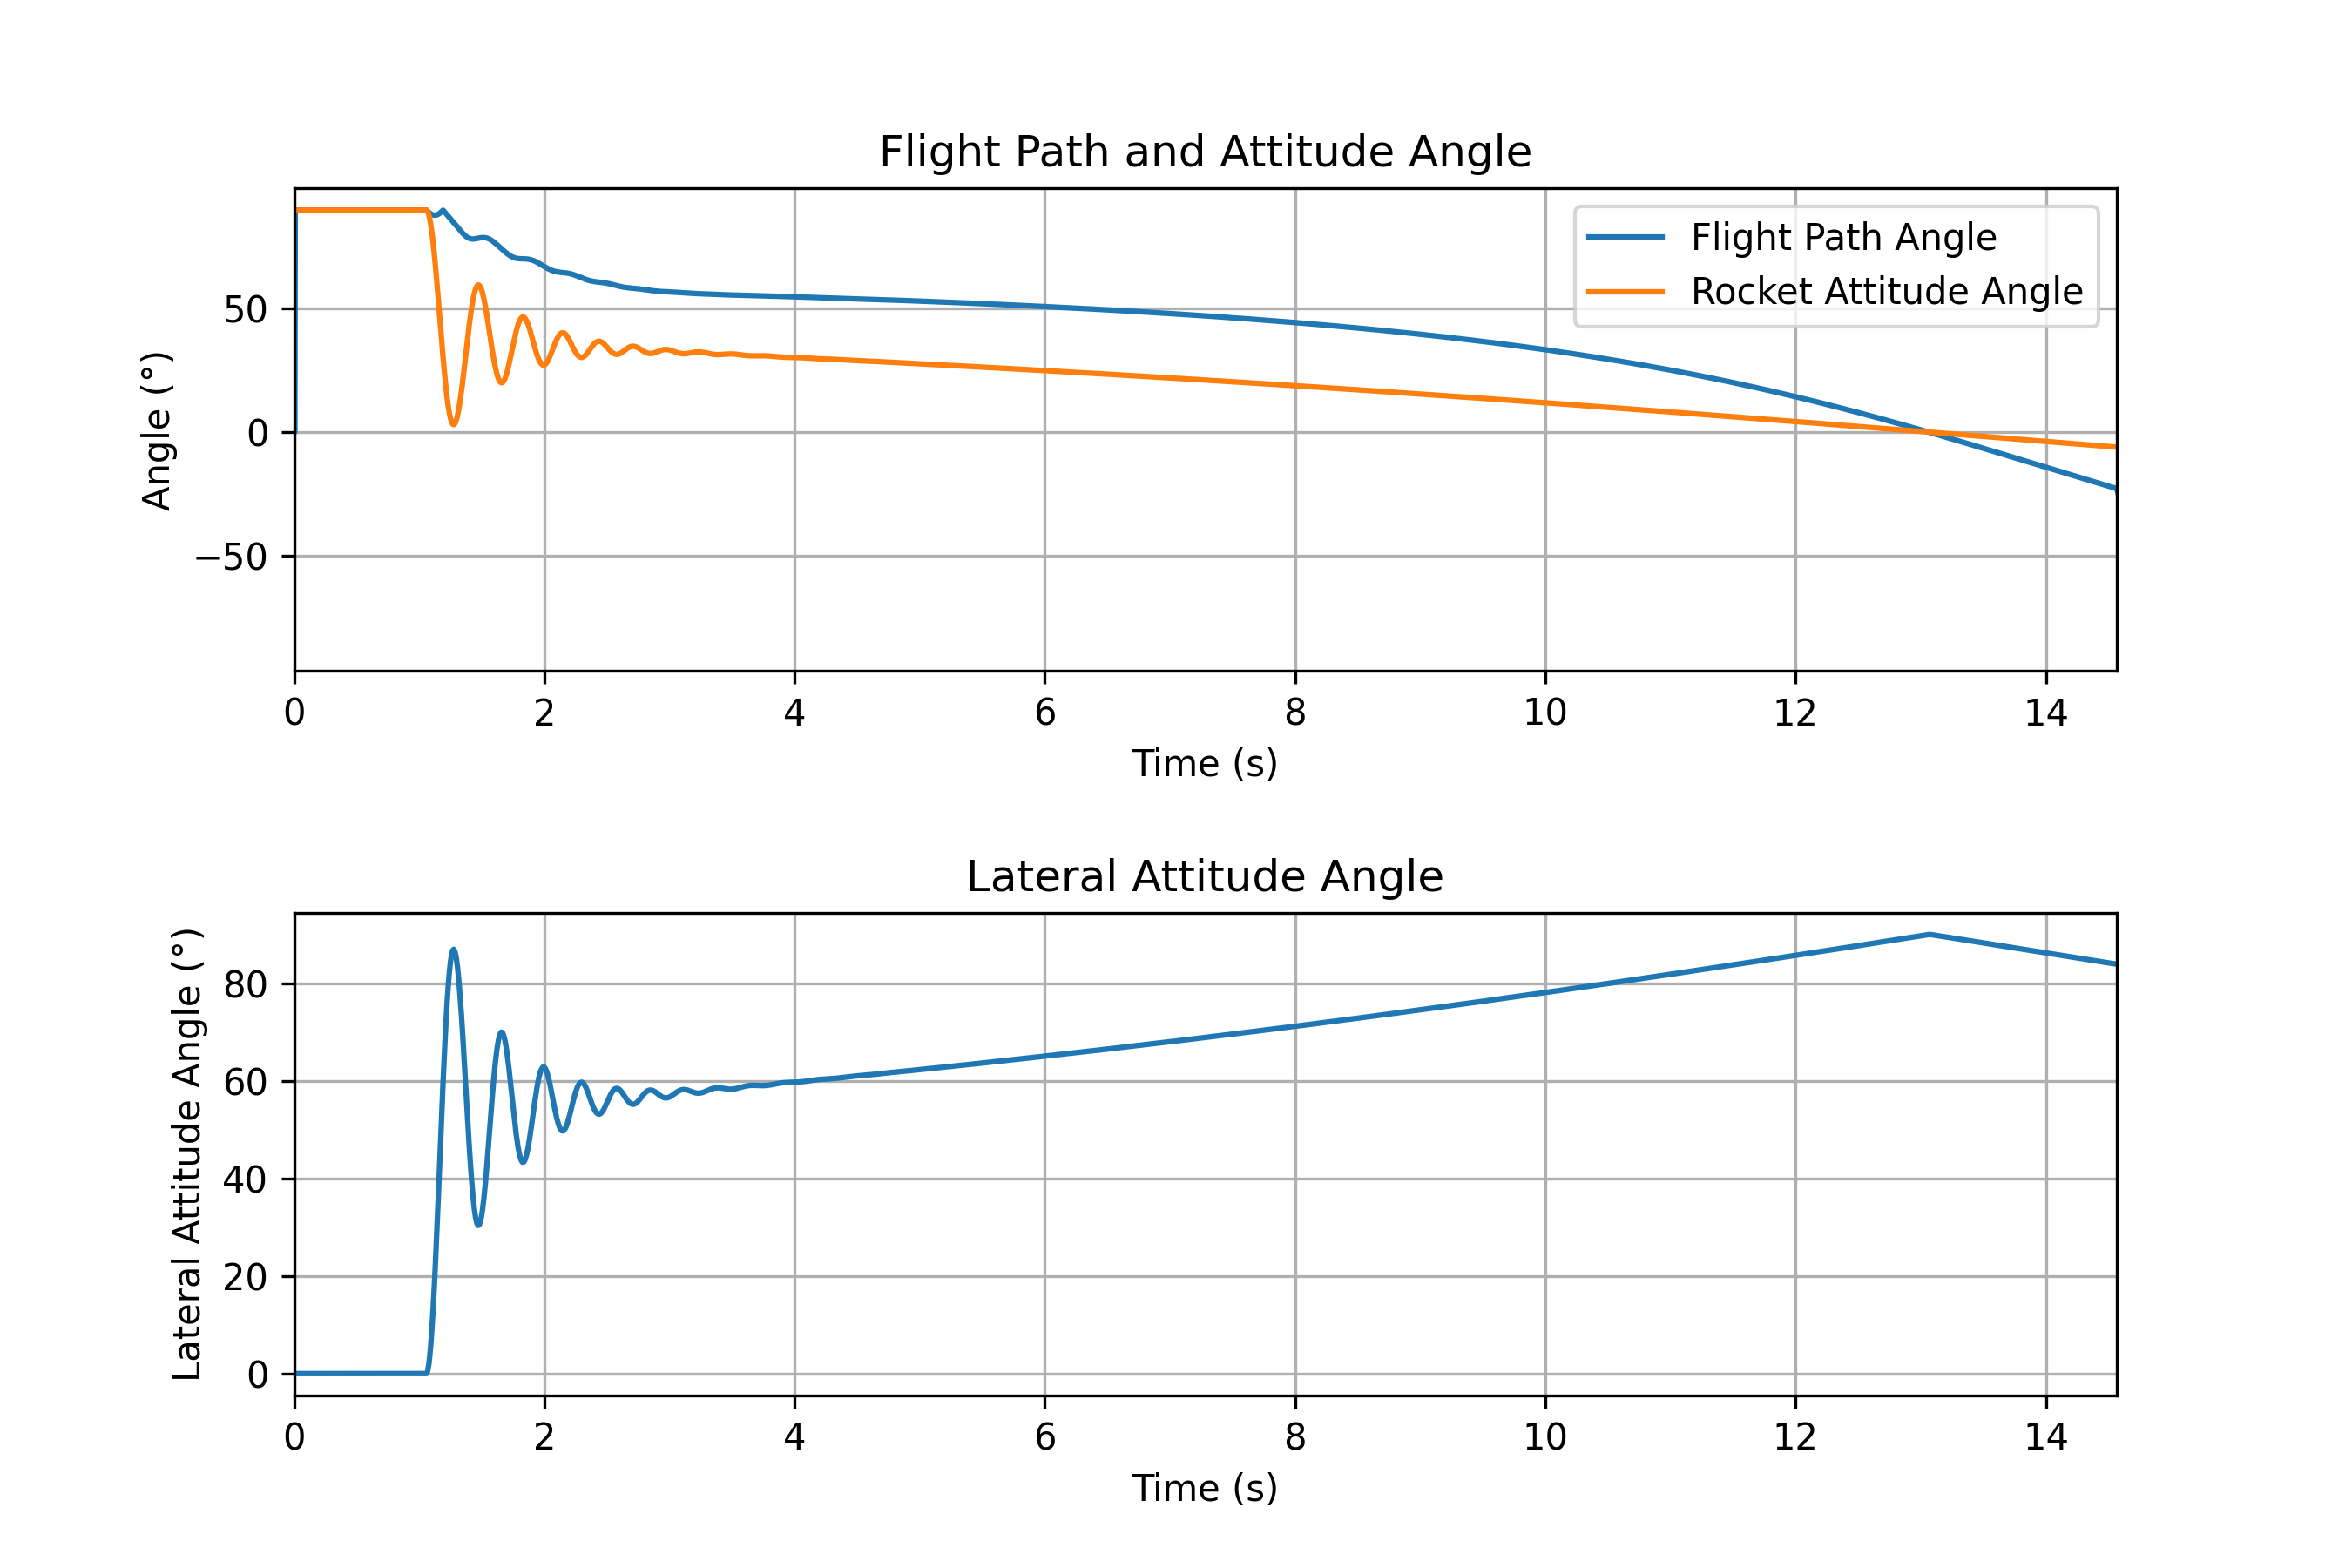 Flight Path and Attitude Angle
Flight Path Angle
Rocket Attitude Angle
Angle (°)
50
0
−50
0 2 4 6 8 10 12 14
Time (s)
Lateral Attitude Angle
Lateral Attitude Angle (°)
80
60
40
20
0
0 2 4 6 8 10 12 14
Time (s)